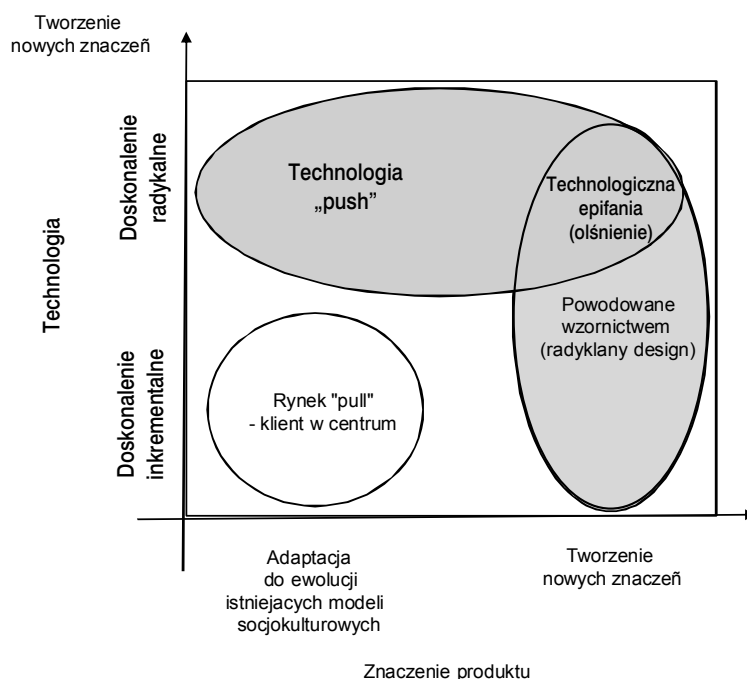 Tworzenie
nowych znaczeń
Doskonalenie
radykalne
Technologia
„push”
Technologiczna
epifania
(olśnienie)
Technologia
Powodowane
wzornictwem
(radyklany design)
Doskonalenie
inkrementalne
Rynek "pull"
- klient w centrum
Adaptacja
do ewolucji
istniejacych modeli
socjokulturowych
Tworzenie
nowych znaczeń
Znaczenie produktu